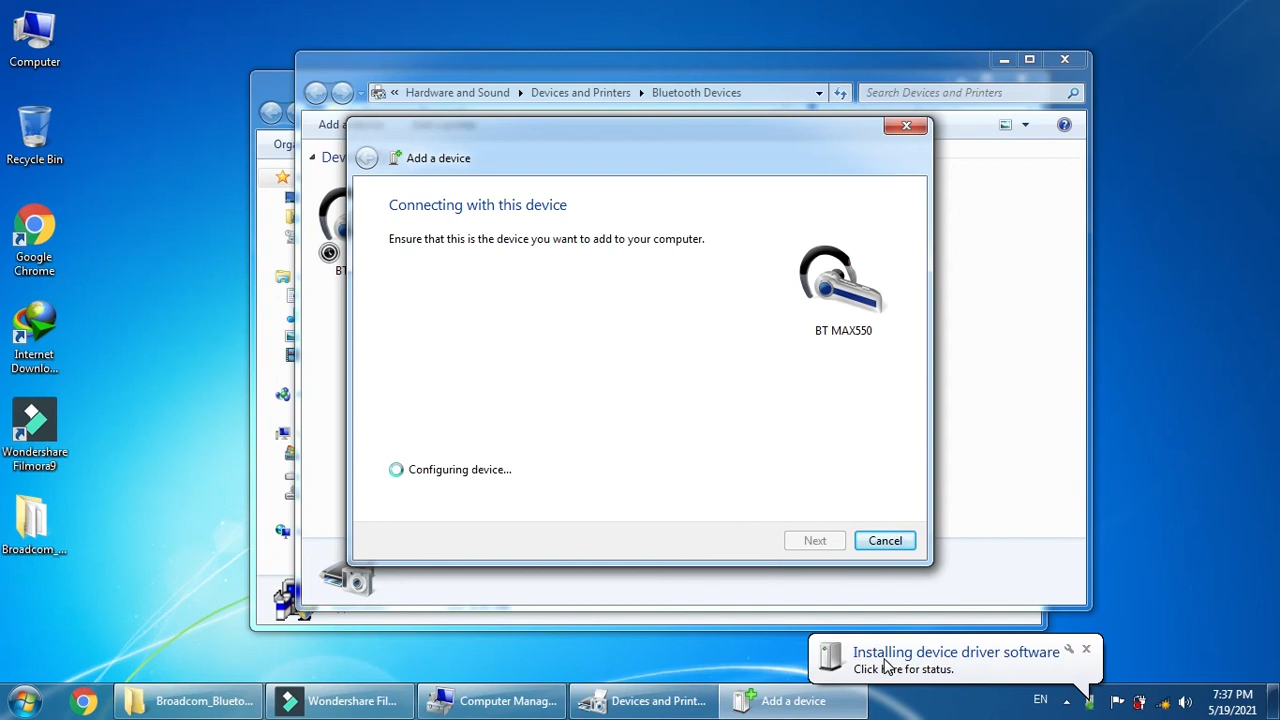 Computer
Recycle Bin
Google
Chrome
Internet
Downlo...
Wondershare
Filmora9
Broadcom_...
Hardware and Sound
Devices and Printers
Bluetooth Devices
Search Devices and Printers
Add a
Orga
Dev
BT
Add a device
Connecting with this device
Ensure that this is the device you want to add to your computer.
BT MAX550
Configuring device...
Next
Cancel
Installing device driver software
Click here for status.
Broadcom_Blueto...
Wondershare Fil...
Computer Manag...
Devices and Print...
Add a device
EN
7:37 PM
5/19/2021